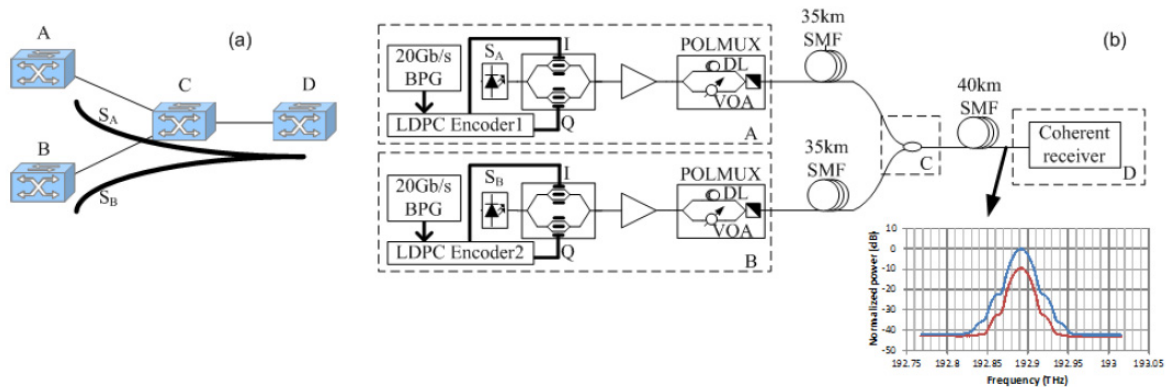 (a)
A
B
C
D
S_A
S_B
(b)
20Gb/s
BPG
LDPC Encoder1
S_A
I
Q
POLMUX
DL
VOA
A
35km
SMF
20Gb/s
BPG
LDPC Encoder2
S_B
I
Q
POLMUX
DL
VOA
B
35km
SMF
C
40km
SMF
Coherent
receiver
D
Normalized power (dB)
10
0
-10
-20
-30
-40
-50
192.75 192.8 192.85 192.9 192.95 193 193.05
Frequency (THz)